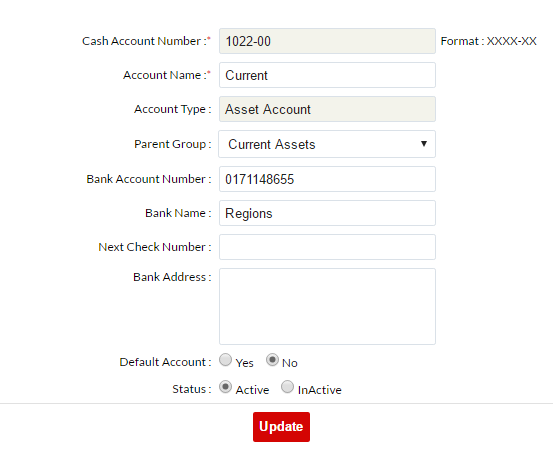 Cash Account Number :* 1022-00 Format : XXXX-XX
Account Name :* Current
Account Type : Asset Account
Parent Group : Current Assets
Bank Account Number : 0171148655
Bank Name : Regions
Next Check Number :
Bank Address :
Default Account : Yes No
Status : Active InActive
Update